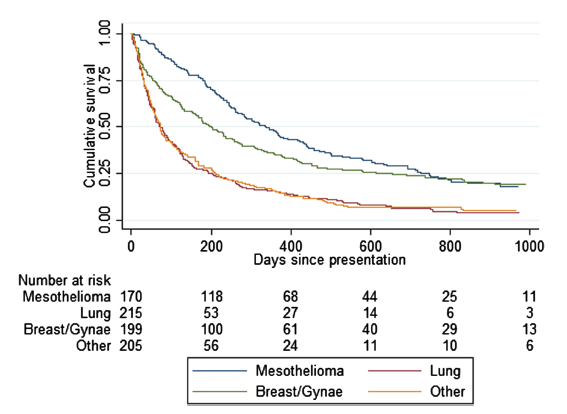 Cumulative survival
1.00
0.75
0.50
0.25
0.00
0 200 400 600 800 1000
Days since presentation
Number at risk
Mesothelioma 170 118 68 44 25 11
Lung 215 53 27 14 6 3
Breast/Gynae 199 100 61 40 29 13
Other 205 56 24 11 10 6
Mesothelioma Lung
Breast/Gynae Other